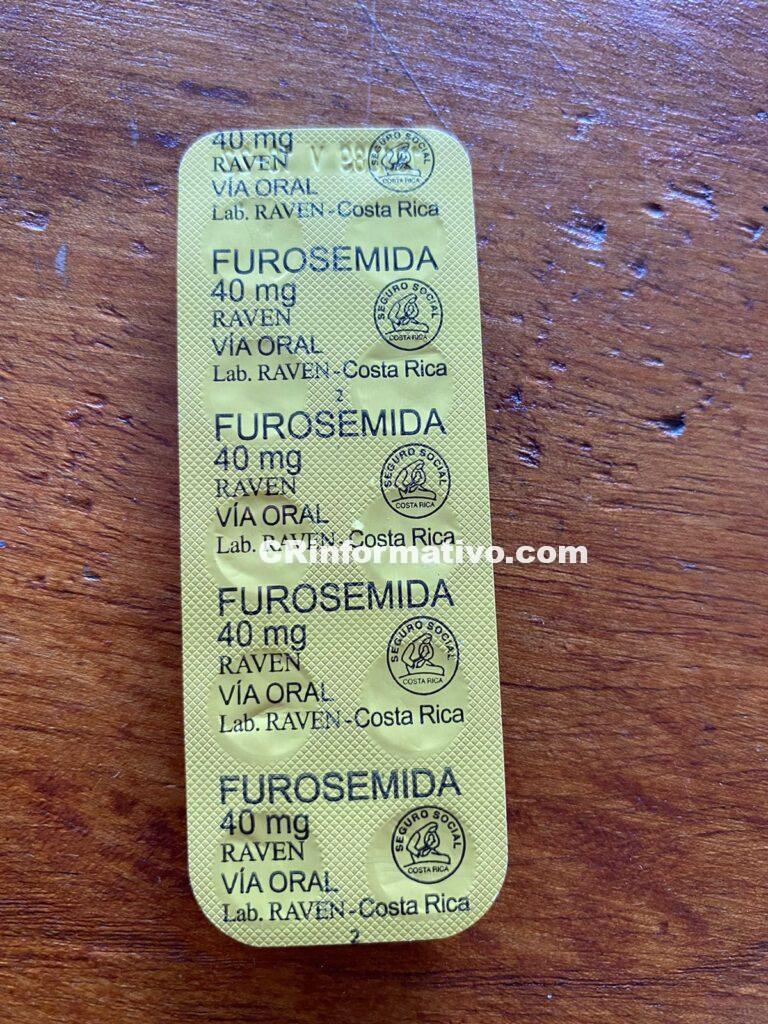 40 mg
RAVEN
VÍA ORAL
Lab. RAVEN-Costa Rica
SEGURO SOCIAL
COSTA RICA
FUROSEMIDA
40 mg
RAVEN
VÍA ORAL
Lab. RAVEN-Costa Rica
SEGURO SOCIAL
COSTA RICA
2
FUROSEMIDA
40 mg
RAVEN
VÍA ORAL
Lab. RAVEN-Costa Rica
SEGURO SOCIAL
COSTA RICA
CRinformativo.com
FUROSEMIDA
40 mg
RAVEN
VÍA ORAL
Lab. RAVEN-Costa Rica
SEGURO SOCIAL
COSTA RICA
FUROSEMIDA
40 mg
RAVEN
VÍA ORAL
Lab. RAVEN-Costa Rica
SEGURO SOCIAL
COSTA RICA
2